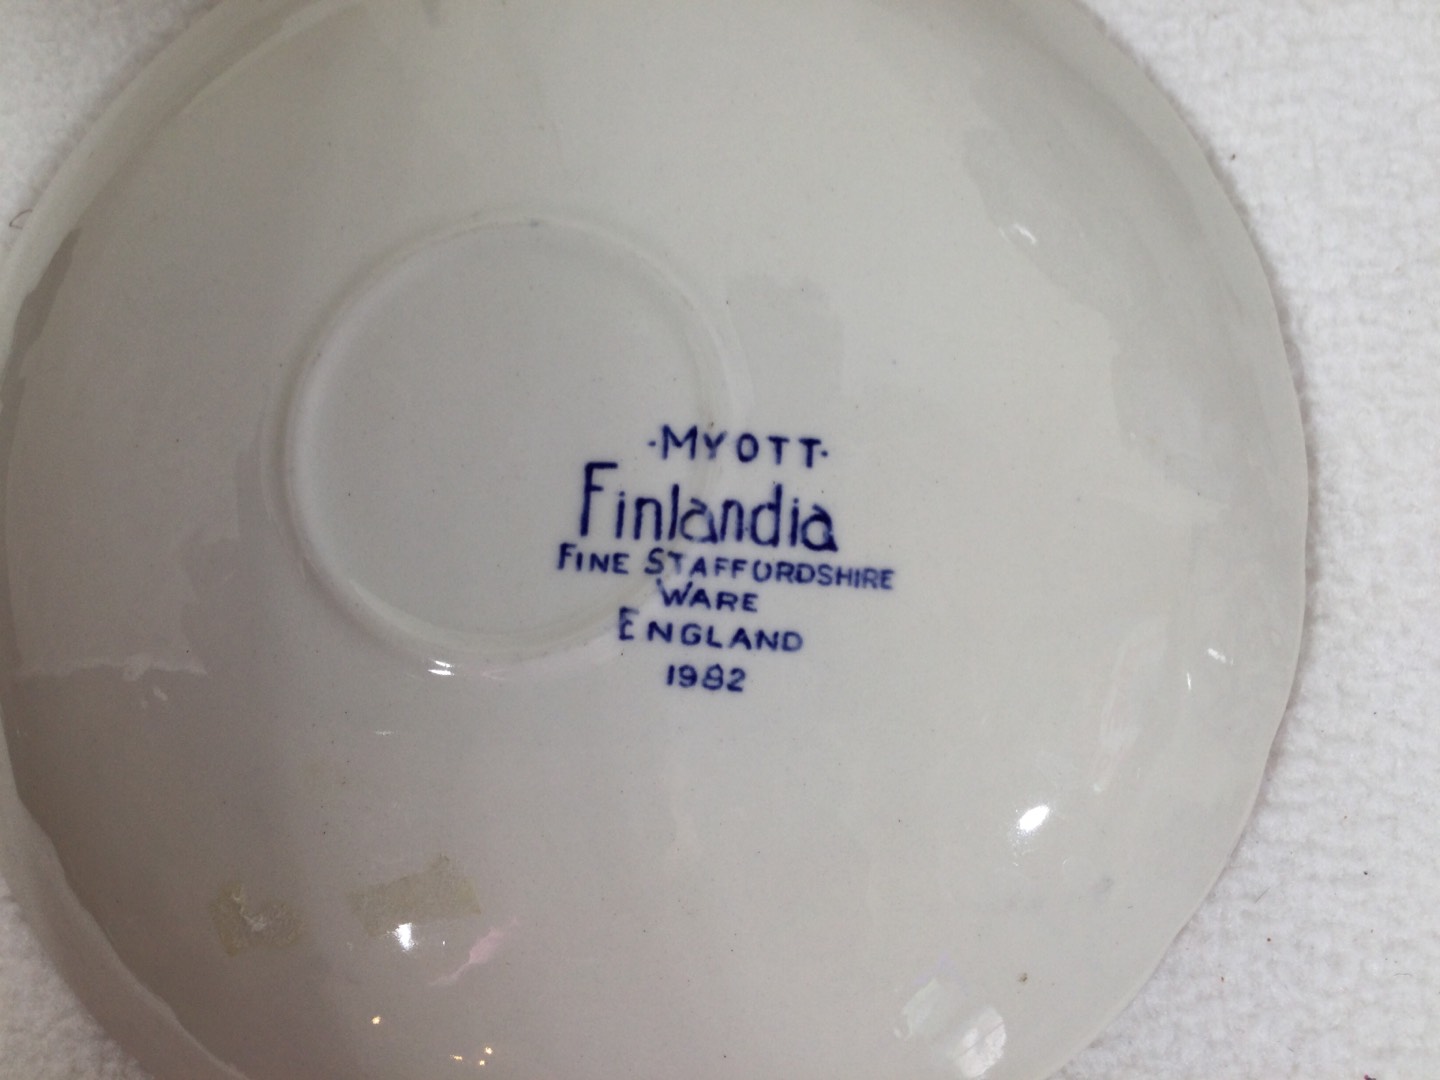 ·MYOTT·
Finlandia
FINE STAFFORDSHIRE
WARE
ENGLAND
1982